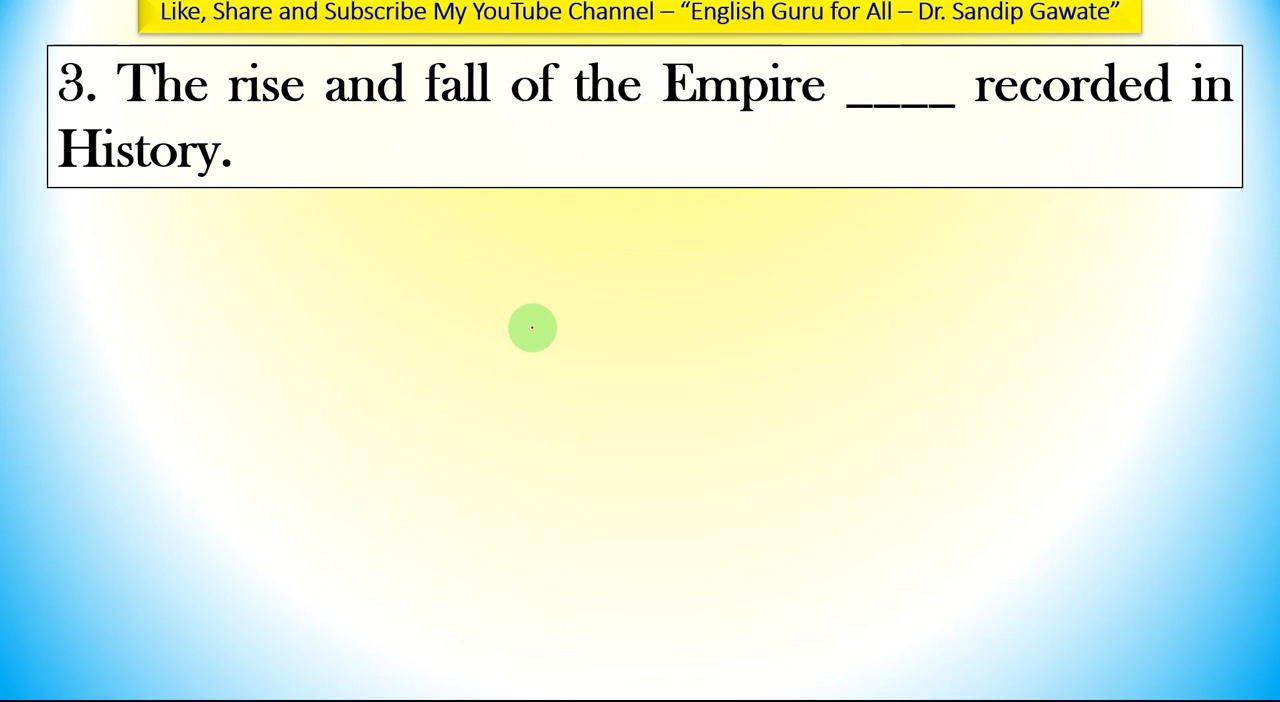 Like, Share and Subscribe My YouTube Channel – “English Guru for All – Dr. Sandip Gawate”
3. The rise and fall of the Empire ____ recorded in
History.